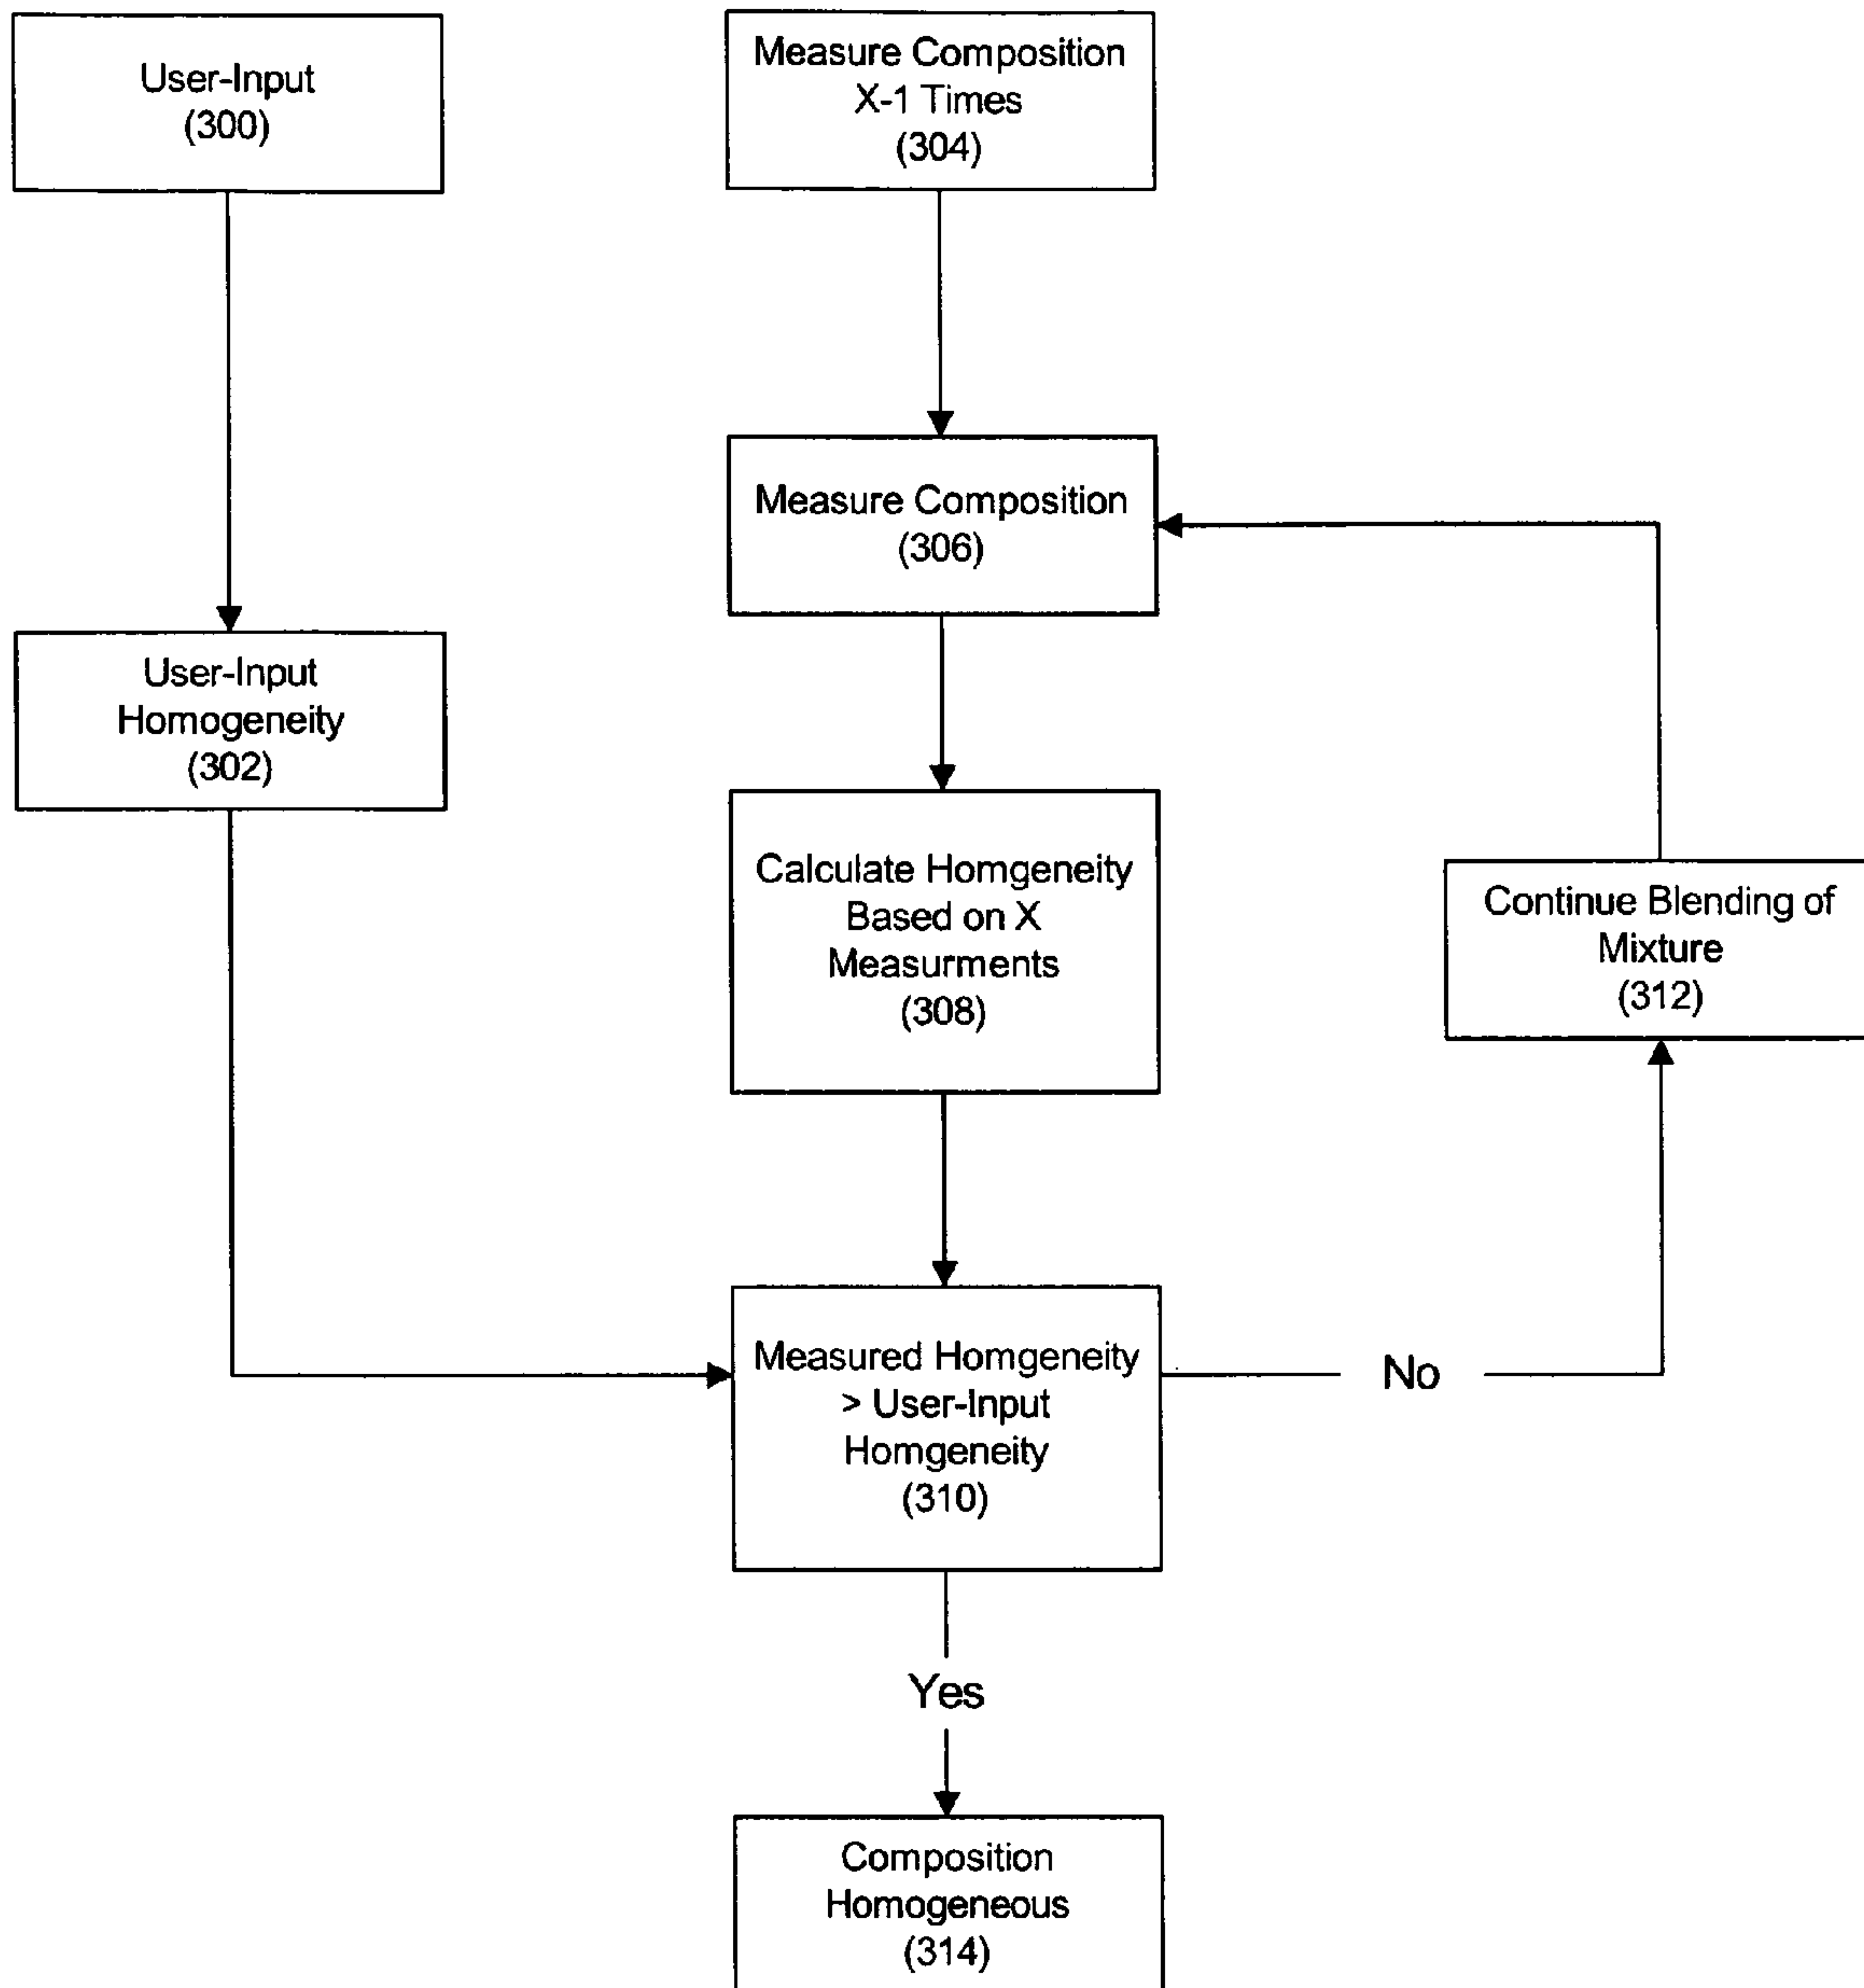 User-Input
(300)
Measure Composition
X-1 Times
(304)
Measure Composition
(306)
User-Input
Homogeneity
(302)
Calculate Homgeneity
Based on X
Measurments
(308)
Continue Blending of
Mixture
(312)
Measured Homgeneity
> User-Input
Homgeneity
(310)
No
Yes
Composition
Homogeneous
(314)